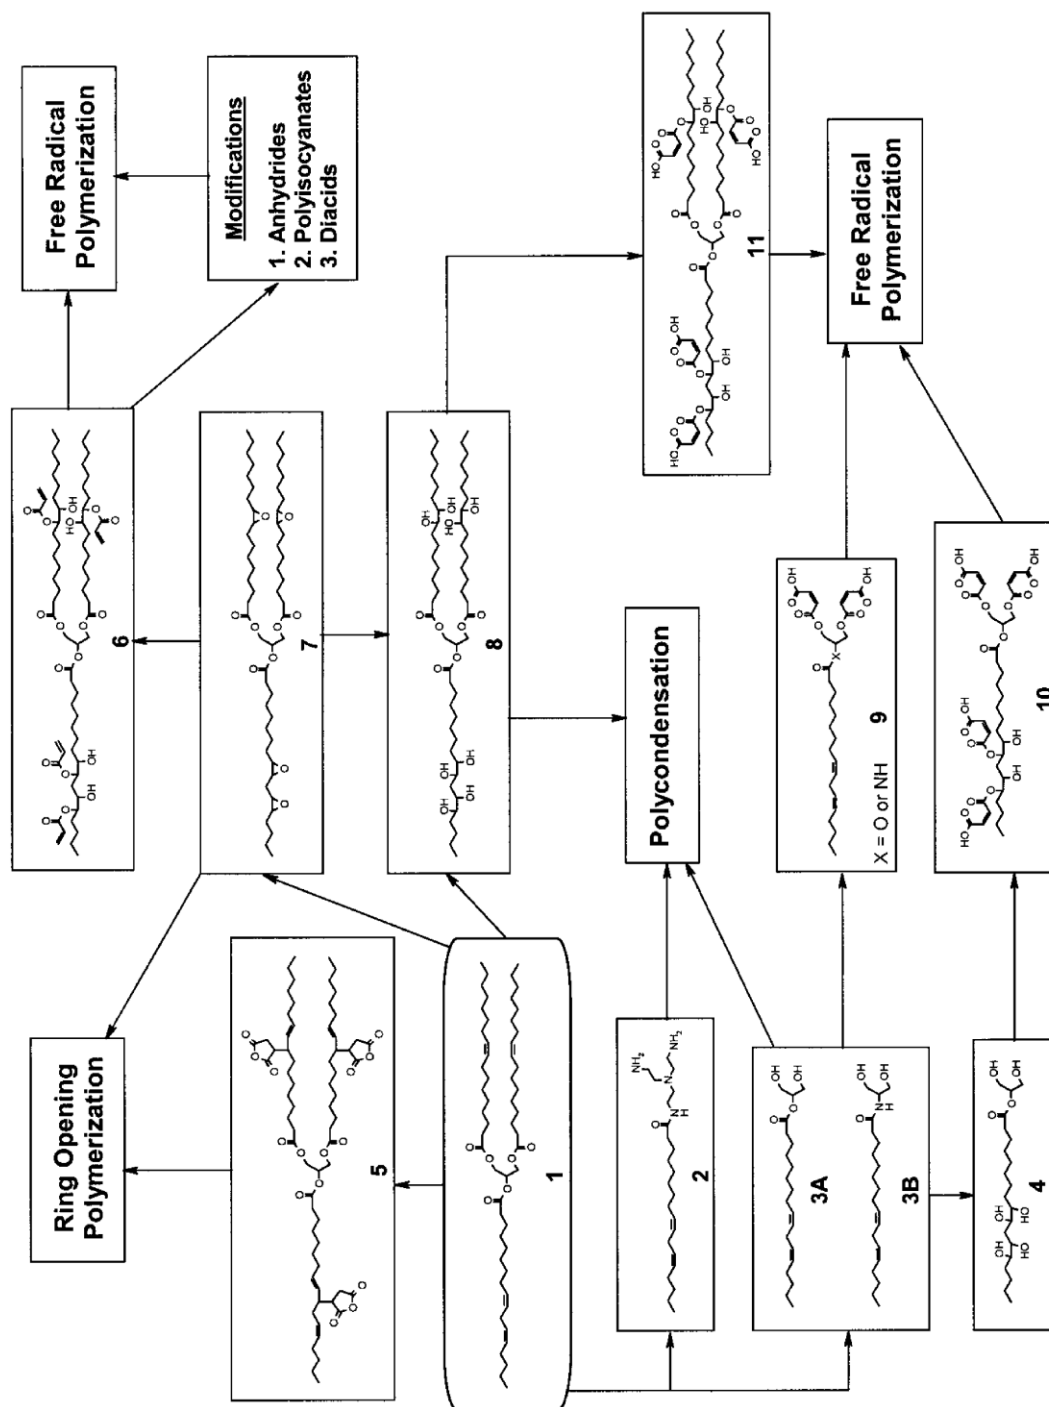 Ring Opening
Polymerization
Free Radical
Polymerization
5
6
Modifications
1. Anhydrides
2. Polyisocyanates
3. Diacids
7
1
8
Polycondensation
11
2
3A
3B
9
X = O or NH
Free Radical
Polymerization
4
10